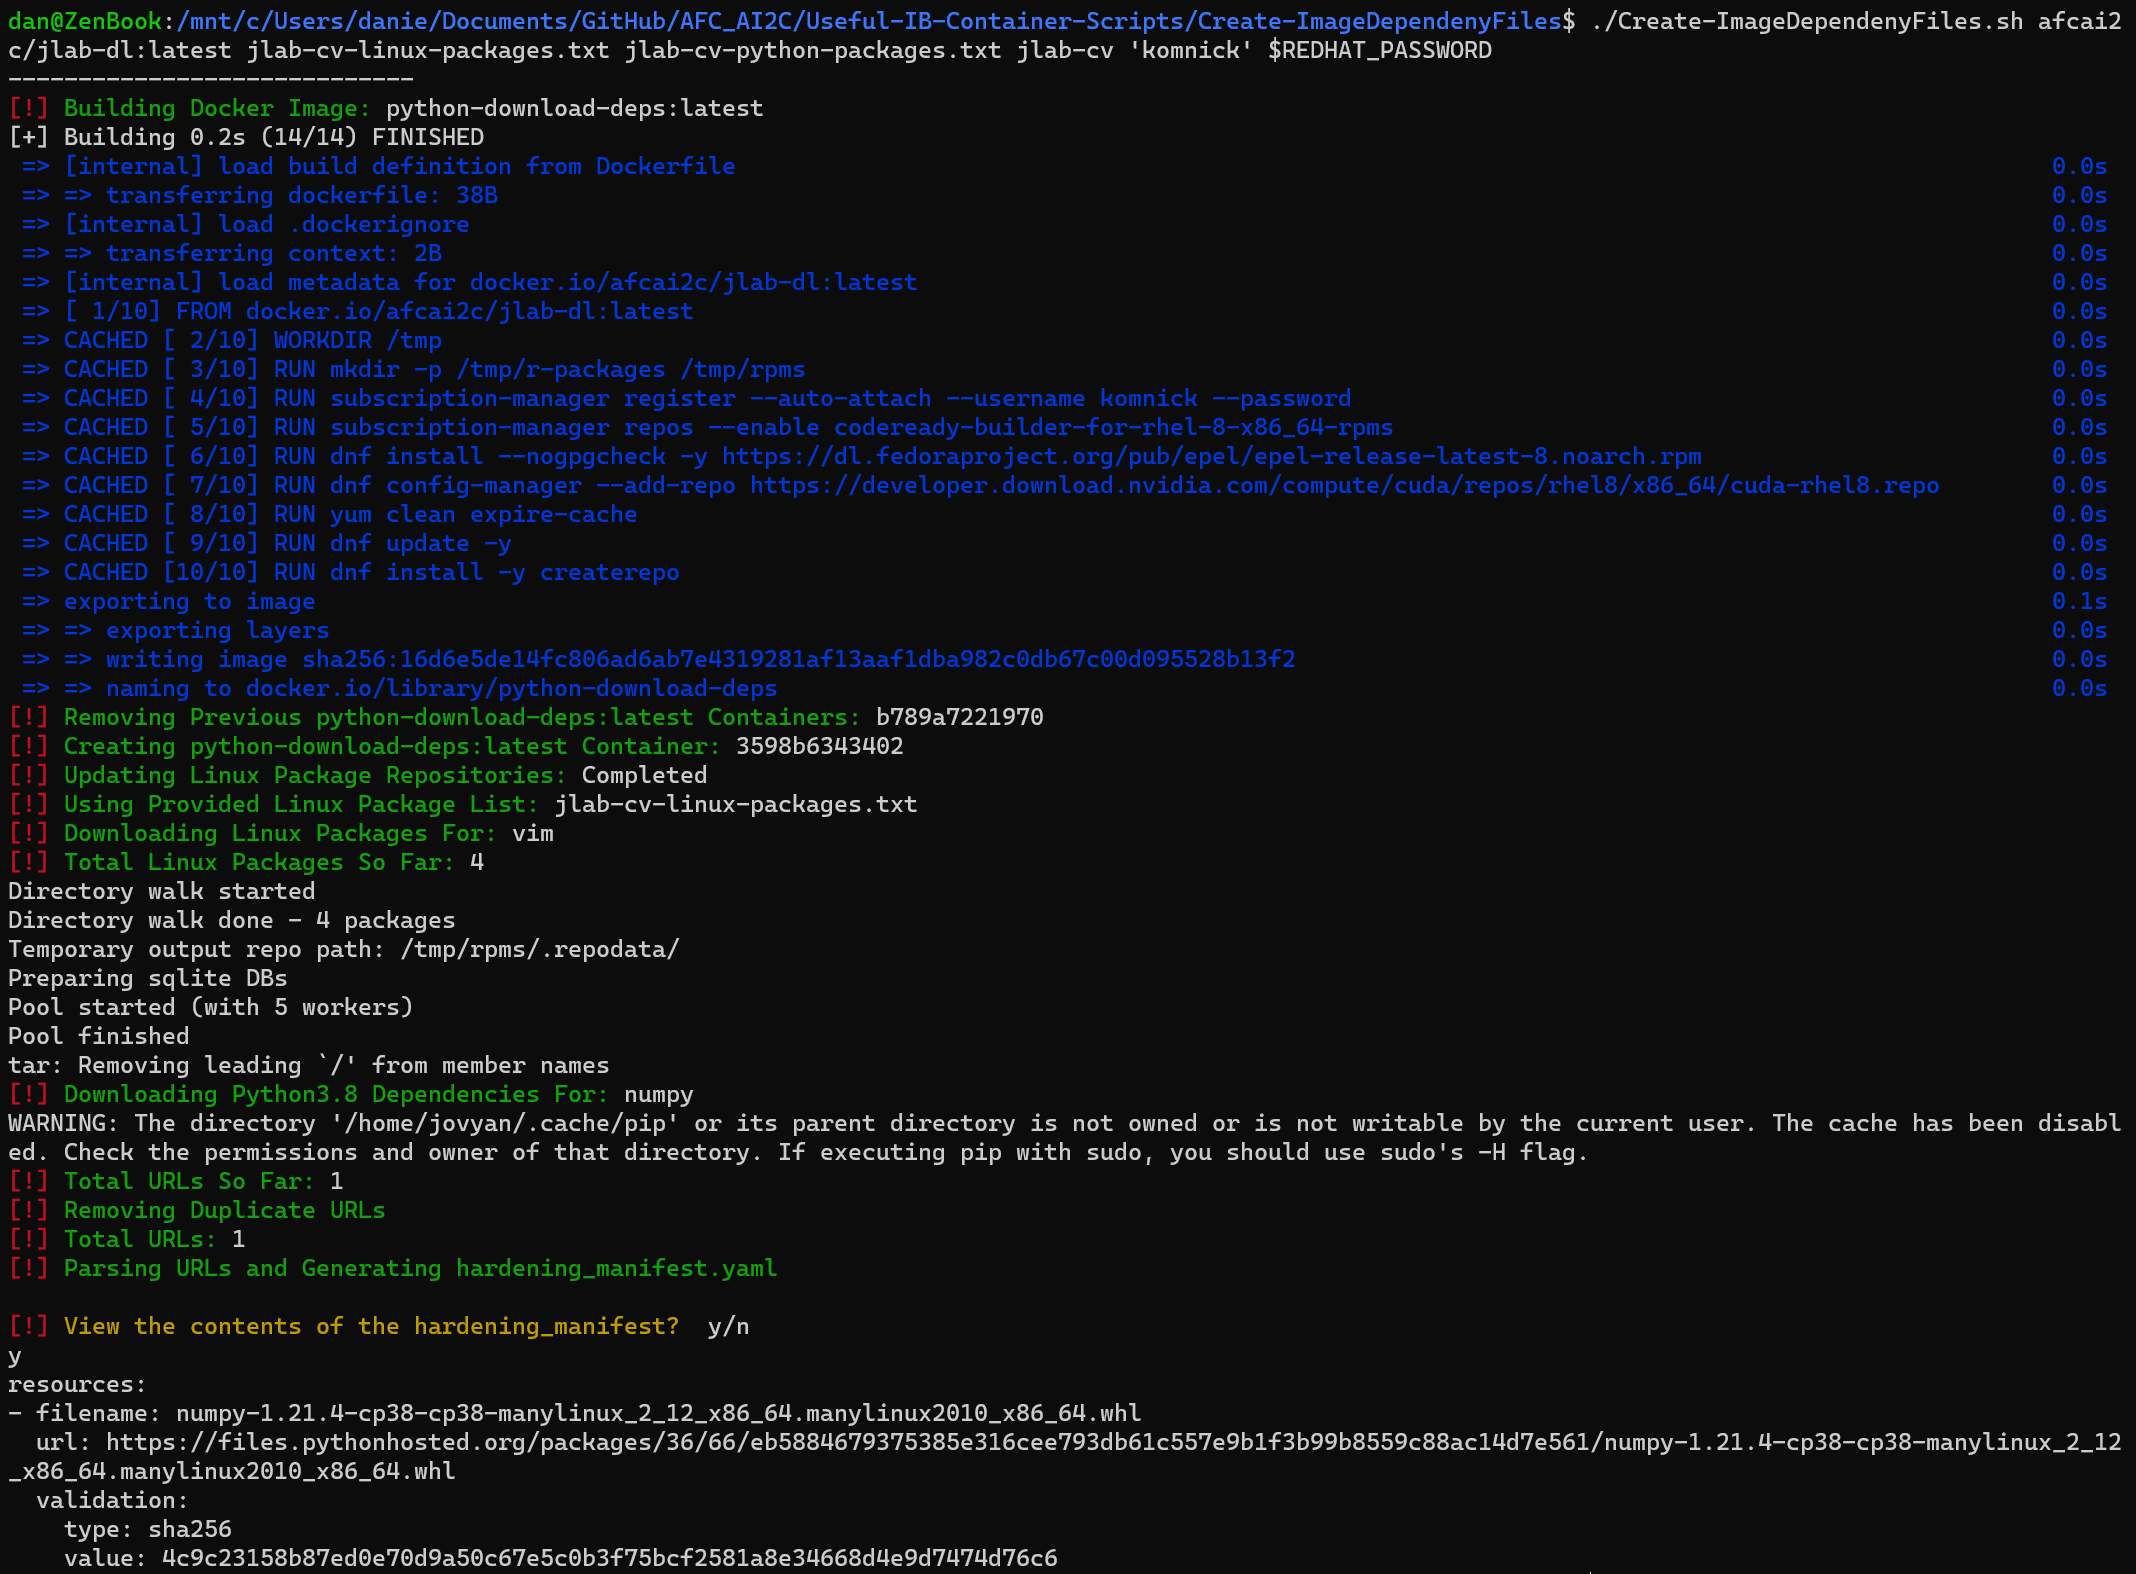 dan@ZenBook:/mnt/c/Users/danie/Documents/GitHub/AFC_AI2C/Useful-IB-Container-Scripts/Create-ImageDependenyFiles$ ./Create-ImageDependenyFiles.sh afcai2
c/jlab-dl:latest jlab-cv-linux-packages.txt jlab-cv-python-packages.txt jlab-cv 'komnick' $REDHAT_PASSWORD
-----------------------------
[!] Building Docker Image: python-download-deps:latest
[+] Building 0.2s (14/14) FINISHED
 => [internal] load build definition from Dockerfile 0.0s
 => => transferring dockerfile: 38B 0.0s
 => [internal] load .dockerignore 0.0s
 => => transferring context: 2B 0.0s
 => [internal] load metadata for docker.io/afcai2c/jlab-dl:latest 0.0s
 => [ 1/10] FROM docker.io/afcai2c/jlab-dl:latest 0.0s
 => CACHED [ 2/10] WORKDIR /tmp 0.0s
 => CACHED [ 3/10] RUN mkdir -p /tmp/r-packages /tmp/rpms 0.0s
 => CACHED [ 4/10] RUN subscription-manager register --auto-attach --username komnick --password 0.0s
 => CACHED [ 5/10] RUN subscription-manager repos --enable codeready-builder-for-rhel-8-x86_64-rpms 0.0s
 => CACHED [ 6/10] RUN dnf install --nogpgcheck -y https://dl.fedoraproject.org/pub/epel/epel-release-latest-8.noarch.rpm 0.0s
 => CACHED [ 7/10] RUN dnf config-manager --add-repo https://developer.download.nvidia.com/compute/cuda/repos/rhel8/x86_64/cuda-rhel8.repo 0.0s
 => CACHED [ 8/10] RUN yum clean expire-cache 0.0s
 => CACHED [ 9/10] RUN dnf update -y 0.0s
 => CACHED [10/10] RUN dnf install -y createrepo 0.0s
 => exporting to image 0.1s
 => => exporting layers 0.0s
 => => writing image sha256:16d6e5de14fc806ad6ab7e4319281af13aaf1dba982c0db67c00d095528b13f2 0.0s
 => => naming to docker.io/library/python-download-deps 0.0s
[!] Removing Previous python-download-deps:latest Containers: b789a7221970
[!] Creating python-download-deps:latest Container: 3598b6343402
[!] Updating Linux Package Repositories: Completed
[!] Using Provided Linux Package List: jlab-cv-linux-packages.txt
[!] Downloading Linux Packages For: vim
[!] Total Linux Packages So Far: 4
Directory walk started
Directory walk done - 4 packages
Temporary output repo path: /tmp/rpms/.repodata/
Preparing sqlite DBs
Pool started (with 5 workers)
Pool finished
tar: Removing leading `/' from member names
[!] Downloading Python3.8 Dependencies For: numpy
WARNING: The directory '/home/jovyan/.cache/pip' or its parent directory is not owned or is not writable by the current user. The cache has been disabl
ed. Check the permissions and owner of that directory. If executing pip with sudo, you should use sudo's -H flag.
[!] Total URLs So Far: 1
[!] Removing Duplicate URLs
[!] Total URLs: 1
[!] Parsing URLs and Generating hardening_manifest.yaml
[!] View the contents of the hardening_manifest?  y/n
y
resources:
- filename: numpy-1.21.4-cp38-cp38-manylinux_2_12_x86_64.manylinux2010_x86_64.whl
  url: https://files.pythonhosted.org/packages/36/66/eb5884679375385e316cee793db61c557e9b1f3b99b8559c88ac14d7e561/numpy-1.21.4-cp38-cp38-manylinux_2_12
_x86_64.manylinux2010_x86_64.whl
  validation:
    type: sha256
    value: 4c9c23158b87ed0e70d9a50c67e5c0b3f75bcf2581a8e34668d4e9d7474d76c6